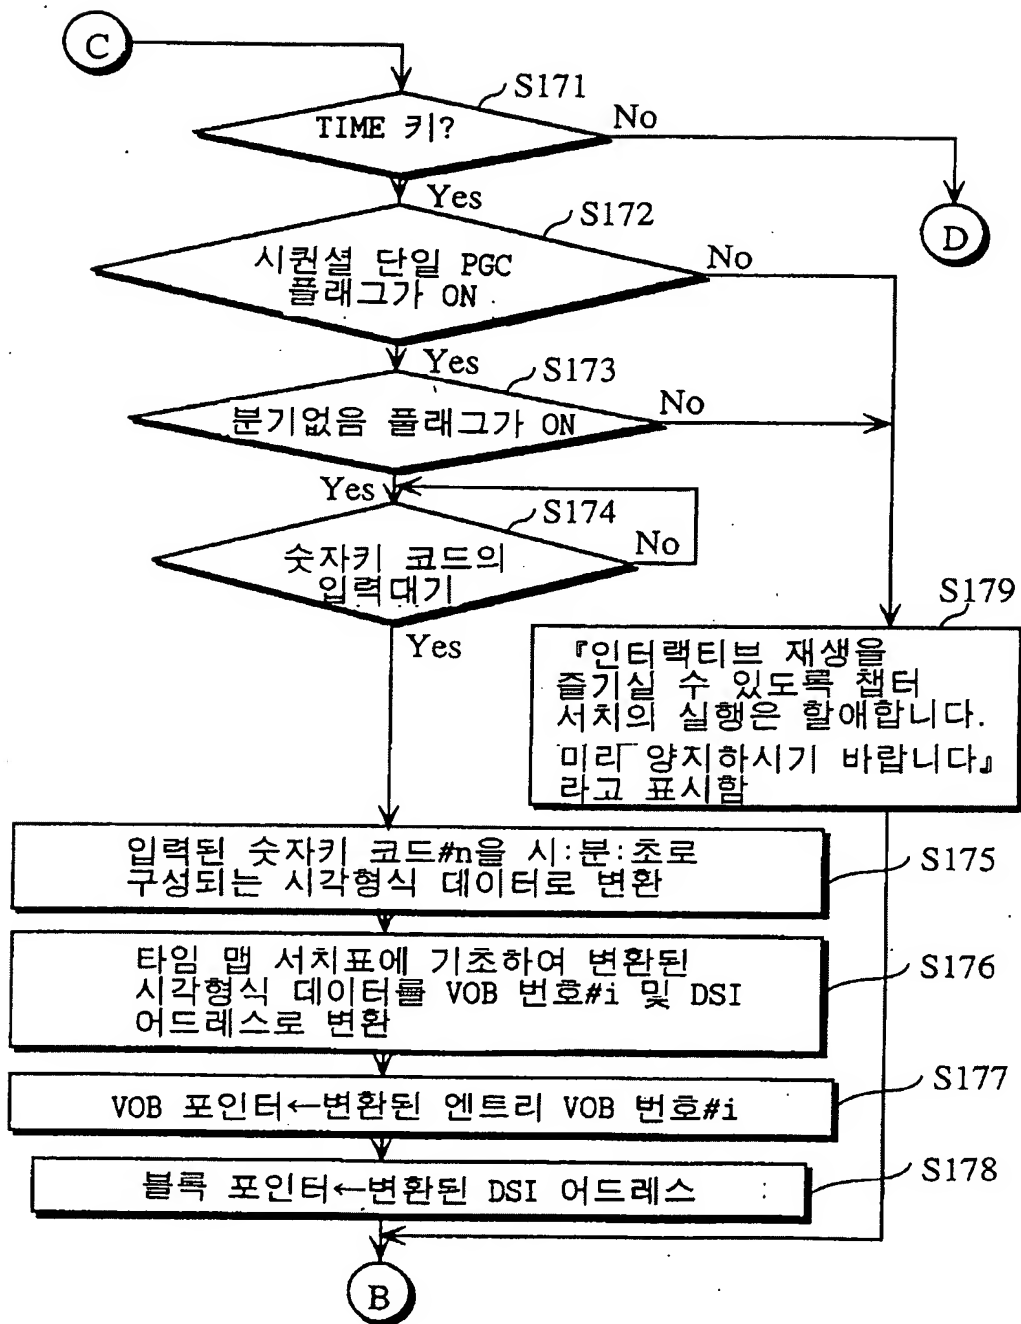 C
S171
TIME 키?
No
Yes
S172
D
시퀀셜 단일 PGC
플래그가 ON
No
Yes
S173
분기없음 플래그가 ON
No
Yes
S174
숫자키 코드의
입력대기
No
Yes
S179
『인터랙티브 재생을
즐기실 수 있도록 챕터
서치의 실행은 할애합니다.
미리 양지하시기 바랍니다』
라고 표시함
입력된 숫자키 코드#n을 시:분:초로
구성되는 시각형식 데이터로 변환
S175
타임 맵 서치표에 기초하여 변환된
시각형식 데이터를 VOB 번호#i 및 DSI
어드레스로 변환
S176
VOB 포인터←변환된 엔트리 VOB 번호#i
S177
블록 포인터←변환된 DSI 어드레스
S178
B